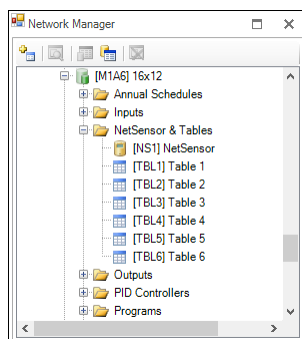 Network Manager
[M1A6] 16x12
Annual Schedules
Inputs
NetSensor & Tables
[NS1] NetSensor
[TBL1] Table 1
[TBL2] Table 2
[TBL3] Table 3
[TBL4] Table 4
[TBL5] Table 5
[TBL6] Table 6
Outputs
PID Controllers
Programs